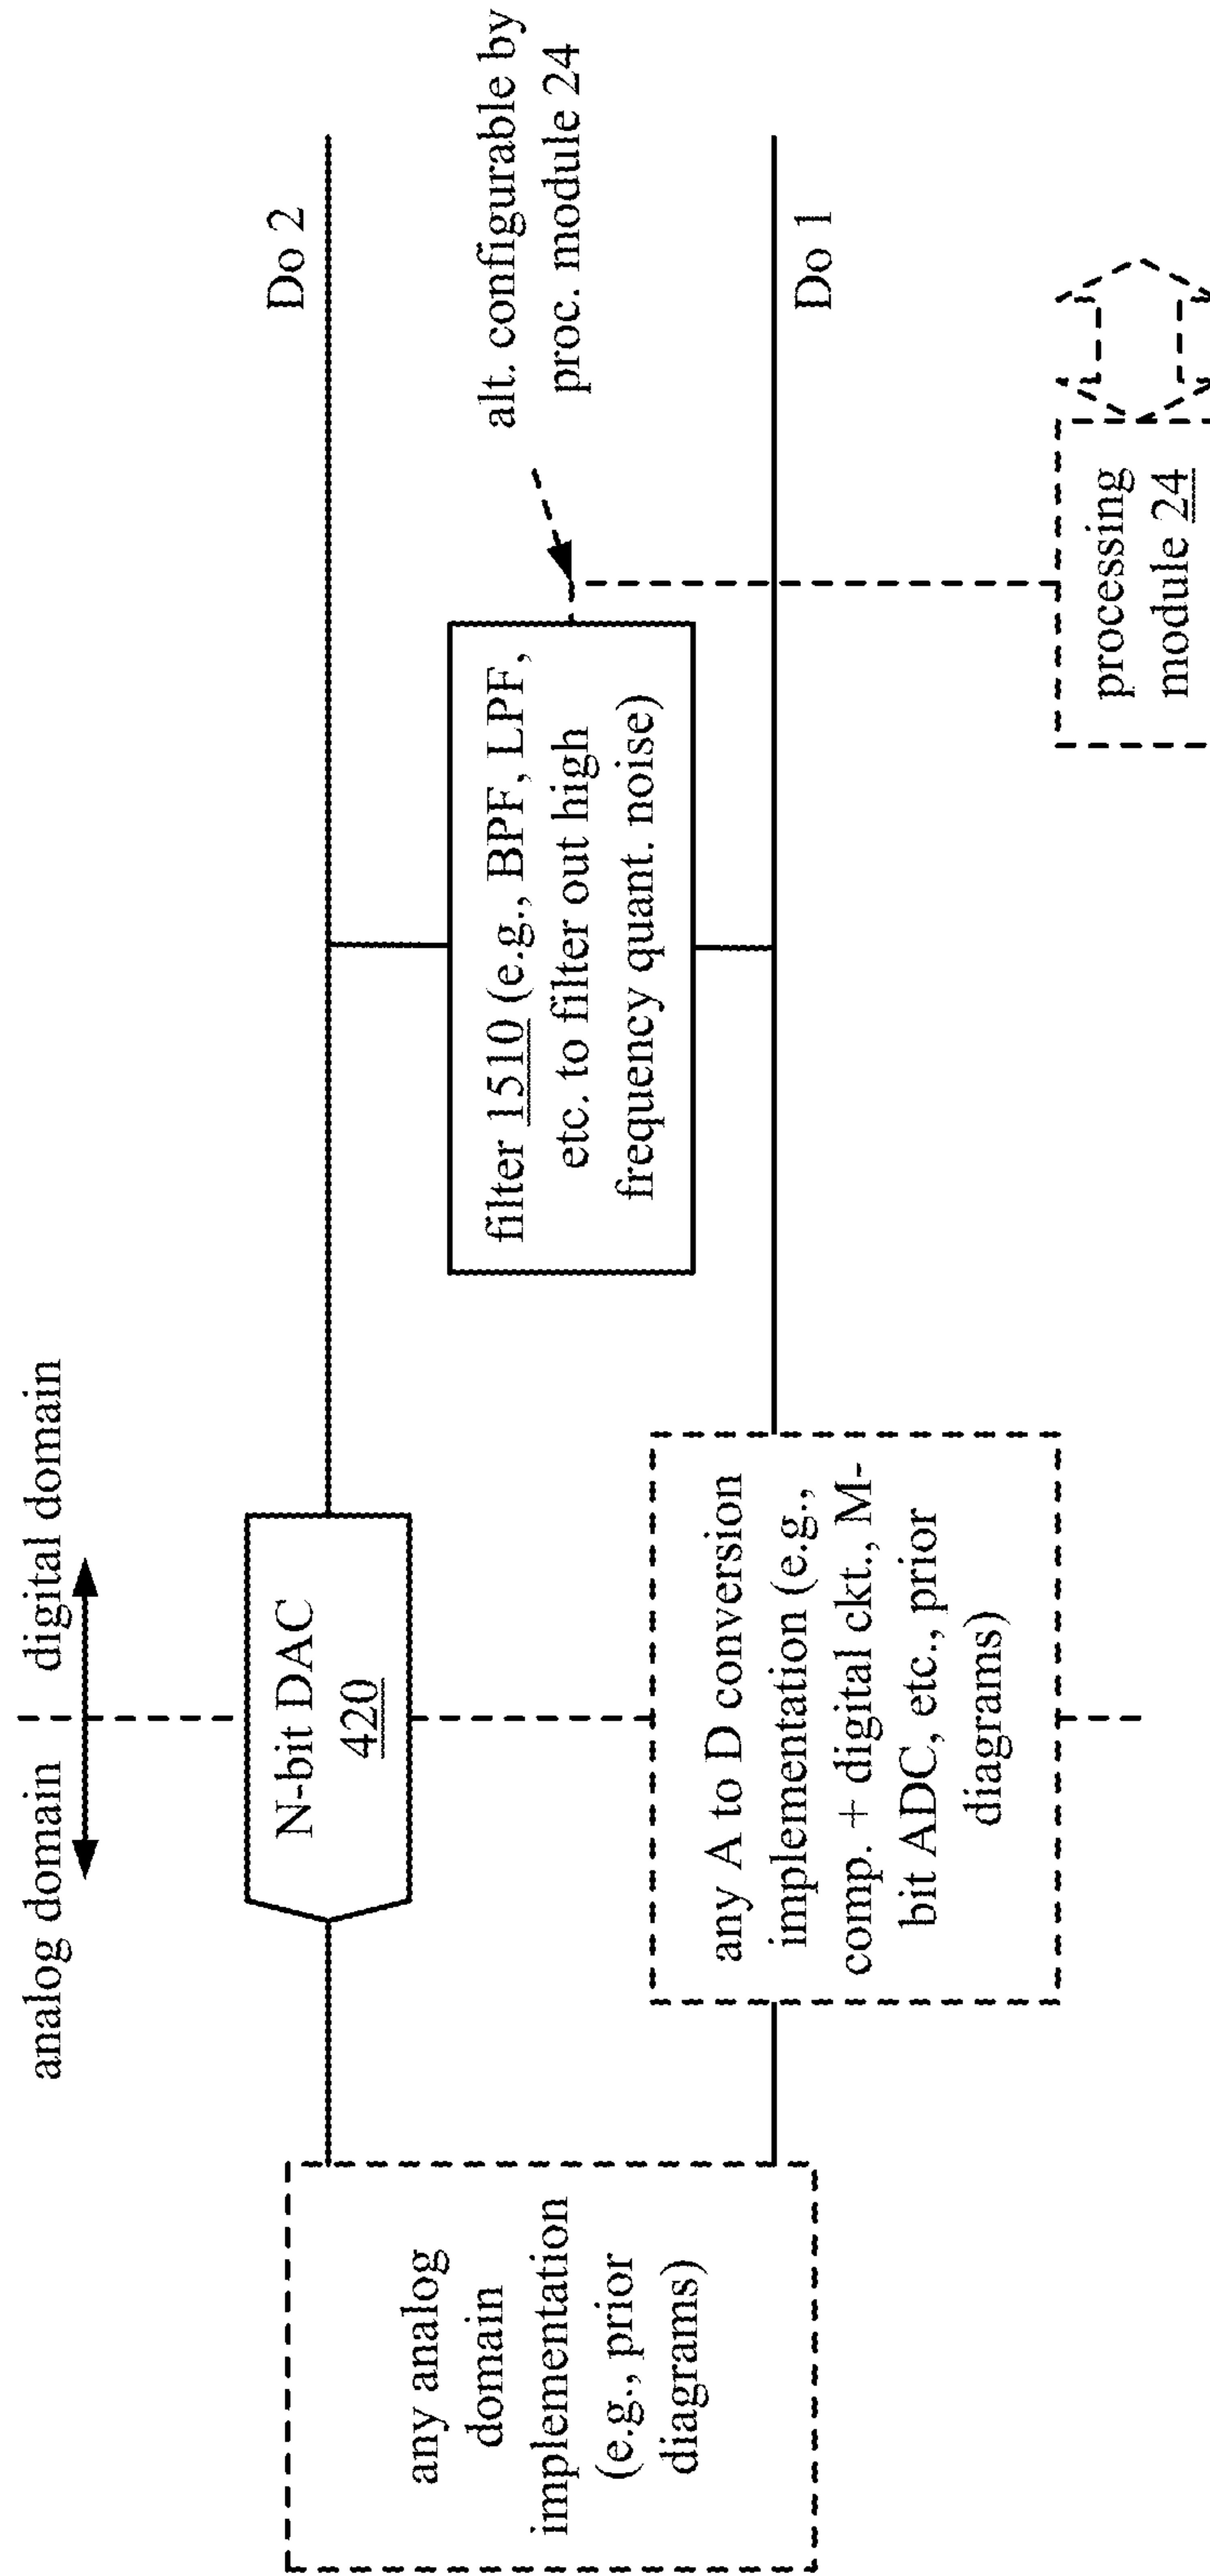 analog domain
digital domain
N-bit DAC
420
Do 2
alt. configurable by
proc. module 24
filter 1510 (e.g., BPF, LPF,
etc. to filter out high
frequency quant. noise)
any analog
domain
implementation
(e.g., prior
diagrams)
any A to D conversion
implementation (e.g.,
comp. + digital ckt., M-
bit ADC, etc., prior
diagrams)
Do 1
processing
module 24